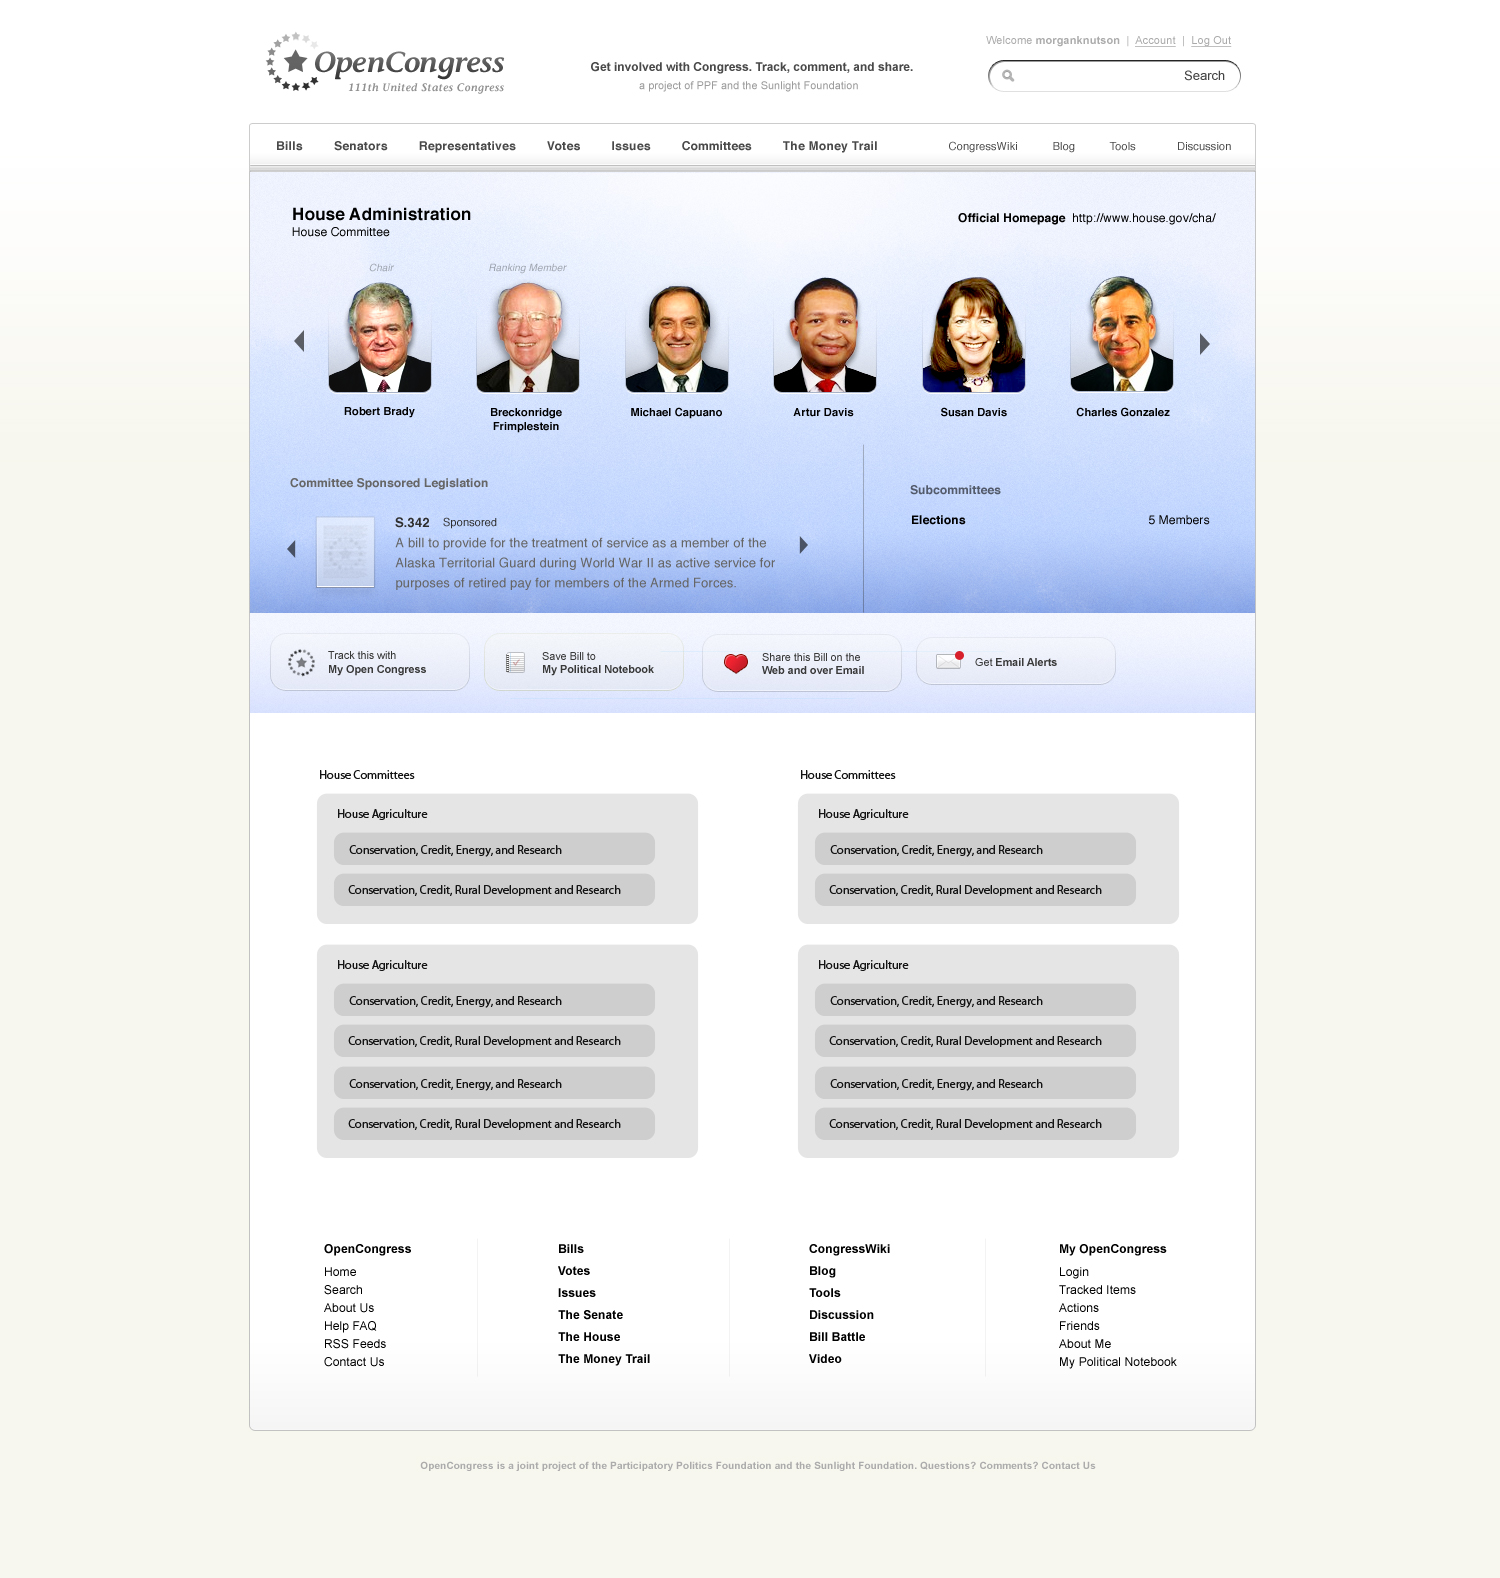 OpenCongress
111th United States Congress
Get involved with Congress. Track, comment, and share.
a project of PPF and the Sunlight Foundation
Welcome morganknutson | Account | Log Out
Search
Bills Senators Representatives Votes Issues Committees The Money Trail CongressWiki Blog Tools Discussion
House Administration
House Committee
Official Homepage http://www.house.gov/cha/
Chair
Ranking Member
Robert Brady
Breckonridge
Frimplestein
Michael Capuano
Artur Davis
Susan Davis
Charles Gonzalez
Committee Sponsored Legislation
S.342 Sponsored
A bill to provide for the treatment of service as a member of the
Alaska Territorial Guard during World War II as active service for
purposes of retired pay for members of the Armed Forces.
Subcommittees
Elections 5 Members
Track this with
My Open Congress
Save Bill to
My Political Notebook
Share this Bill on the
Web and over Email
Get Email Alerts
House Committees
House Agriculture
Conservation, Credit, Energy, and Research
Conservation, Credit, Rural Development and Research
House Agriculture
Conservation, Credit, Energy, and Research
Conservation, Credit, Rural Development and Research
Conservation, Credit, Energy, and Research
Conservation, Credit, Rural Development and Research
House Committees
House Agriculture
Conservation, Credit, Energy, and Research
Conservation, Credit, Rural Development and Research
House Agriculture
Conservation, Credit, Energy, and Research
Conservation, Credit, Rural Development and Research
Conservation, Credit, Energy, and Research
Conservation, Credit, Rural Development and Research
OpenCongress
Home
Search
About Us
Help FAQ
RSS Feeds
Contact Us
Bills
Votes
Issues
The Senate
The House
The Money Trail
CongressWiki
Blog
Tools
Discussion
Bill Battle
Video
My OpenCongress
Login
Tracked Items
Actions
Friends
About Me
My Political Notebook
OpenCongress is a joint project of the Participatory Politics Foundation and the Sunlight Foundation. Questions? Comments? Contact Us